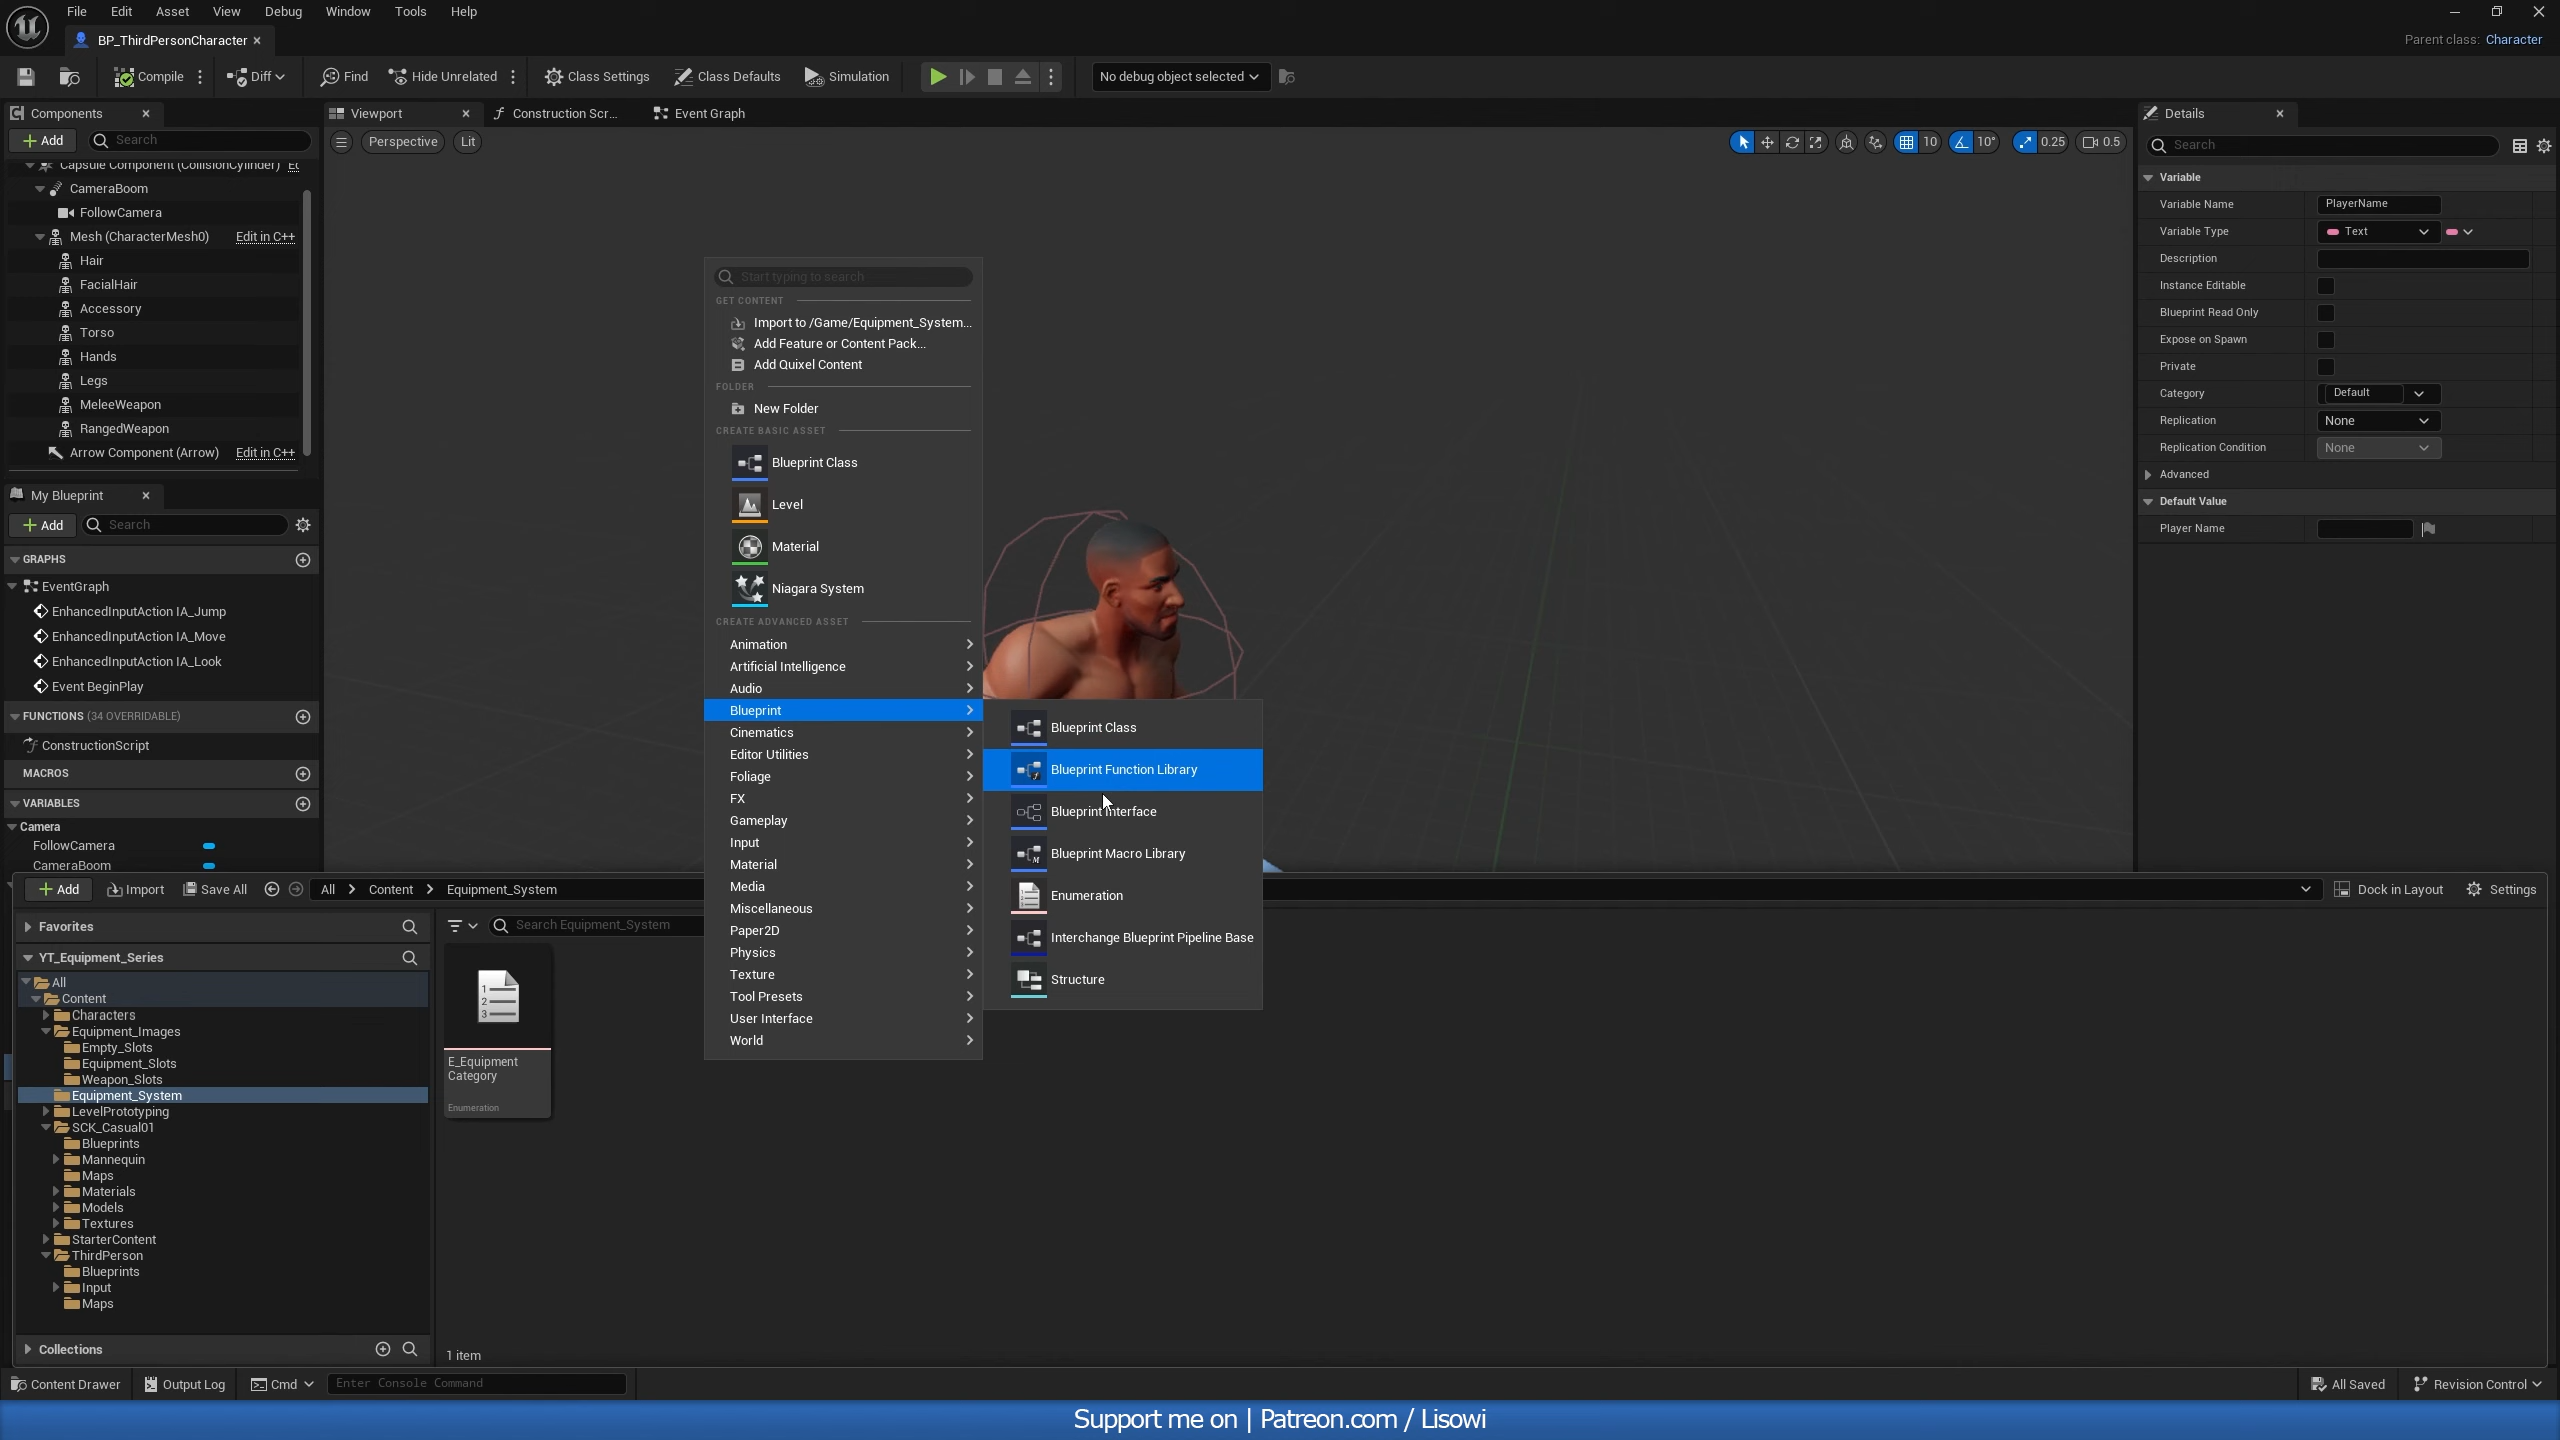 File Edit Asset View Debug Window Tools Help
BP_ThirdPersonCharacter
Parent class: Character
Compile Diff Find Hide Unrelated Class Settings Class Defaults Simulation No debug object selected
Components
Add Search
Capsule Component (CollisionCylinder)
CameraBoom
FollowCamera
Mesh (CharacterMesh0) Edit in C++
Hair
FacialHair
Accessory
Torso
Hands
Legs
MeleeWeapon
RangedWeapon
Arrow Component (Arrow) Edit in C++
My Blueprint
Add Search
GRAPHS
EventGraph
EnhancedInputAction IA_Jump
EnhancedInputAction IA_Move
EnhancedInputAction IA_Look
Event BeginPlay
FUNCTIONS (34 OVERRIDABLE)
ConstructionScript
MACROS
VARIABLES
Camera
FollowCamera
CameraBoom
Viewport Construction Scr... Event Graph
Perspective Lit
10 10° 0.25 0.5
Start typing to search
GET CONTENT
Import to /Game/Equipment_System...
Add Feature or Content Pack...
Add Quixel Content
FOLDER
New Folder
CREATE BASIC ASSET
Blueprint Class
Level
Material
Niagara System
CREATE ADVANCED ASSET
Animation
Artificial Intelligence
Audio
Blueprint
Cinematics
Editor Utilities
Foliage
FX
Gameplay
Input
Material
Media
Miscellaneous
Paper2D
Physics
Texture
Tool Presets
User Interface
World
Blueprint Class
Blueprint Function Library
Blueprint Interface
Blueprint Macro Library
Enumeration
Interchange Blueprint Pipeline Base
Structure
Details
Search
Variable
Variable Name PlayerName
Variable Type Text
Description
Instance Editable
Blueprint Read Only
Expose on Spawn
Private
Category Default
Replication None
Replication Condition None
Advanced
Default Value
Player Name
Add Import Save All All Content Equipment_System
Dock in Layout Settings
Favorites
YT_Equipment_Series
All
Content
Characters
Equipment_Images
Empty_Slots
Equipment_Slots
Weapon_Slots
Equipment_System
LevelPrototyping
SCK_Casual01
Blueprints
Mannequin
Maps
Materials
Models
Textures
StarterContent
ThirdPerson
Blueprints
Input
Maps
Collections
Search Equipment_System
E_Equipment
Category
Enumeration
1 item
Content Drawer Output Log Cmd Enter Console Command
All Saved Revision Control
Support me on | Patreon.com / Lisowi